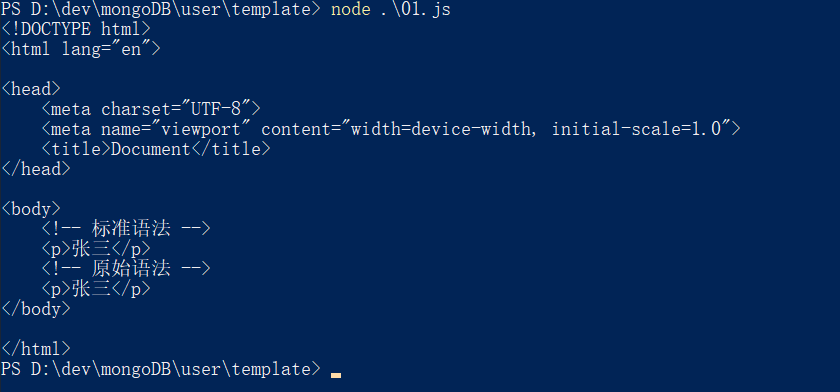 PS D:\dev\mongoDB\user\template> node .\01.js
<!DOCTYPE html>
<html lang="en">
<head>
    <meta charset="UTF-8">
    <meta name="viewport" content="width=device-width, initial-scale=1.0">
    <title>Document</title>
</head>
<body>
    <!-- 标准语法 -->
    <p>张三</p>
    <!-- 原始语法 -->
    <p>张三</p>
</body>
</html>
PS D:\dev\mongoDB\user\template>